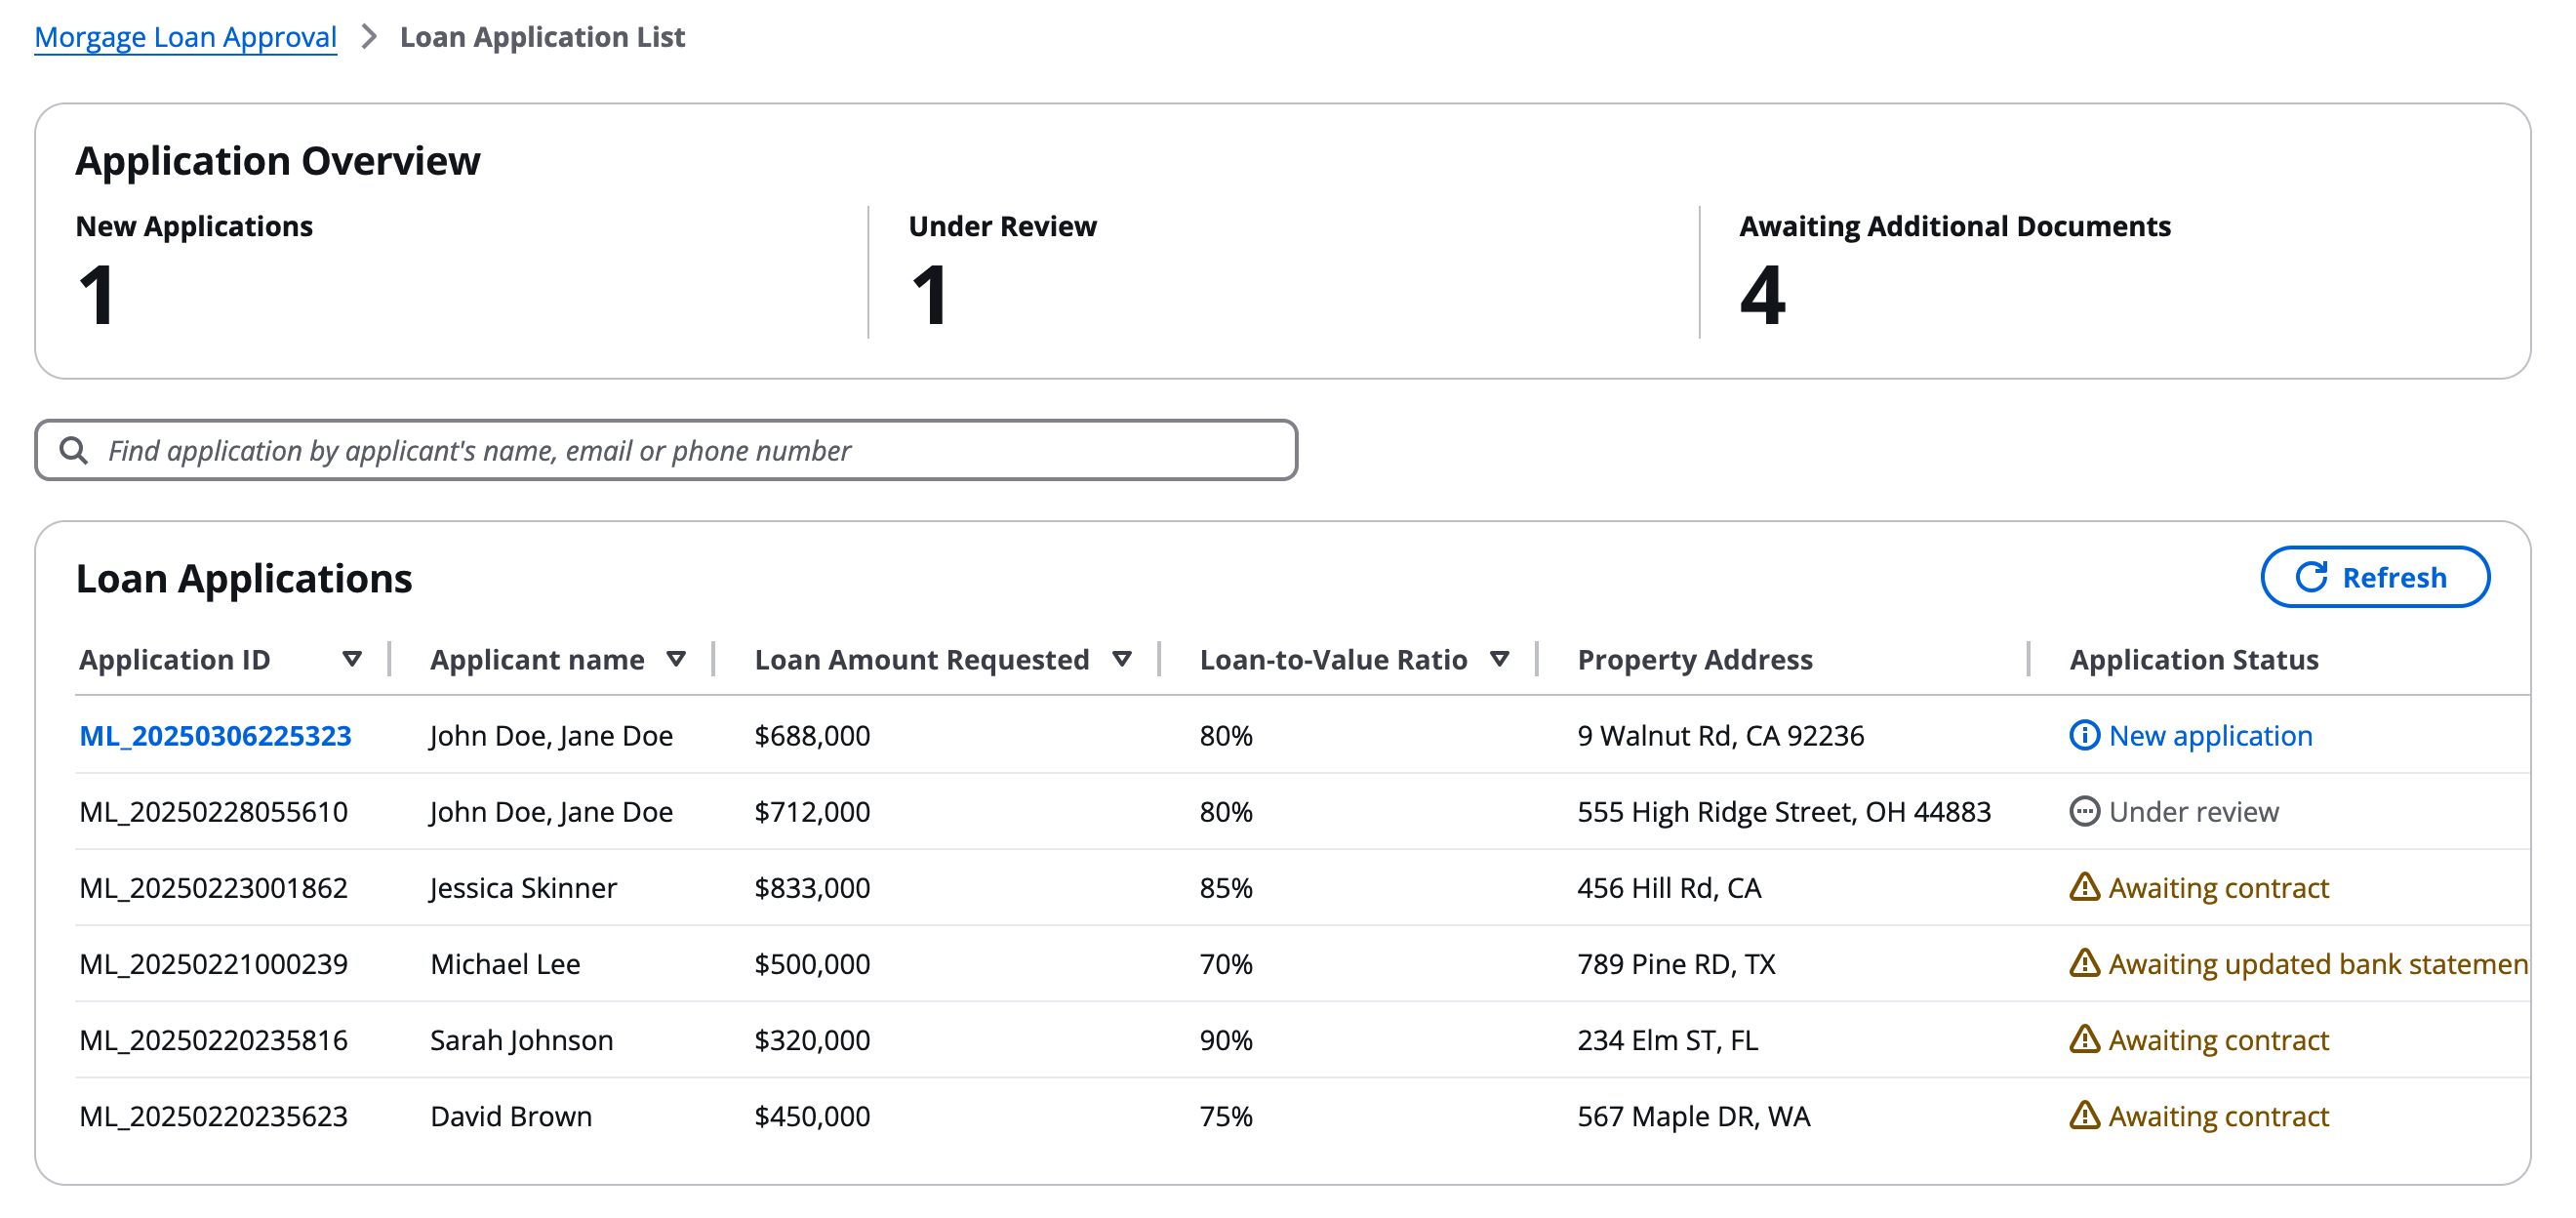 Morgage Loan Approval > Loan Application List
Application Overview
New Applications Under Review Awaiting Additional Documents
1 1 4
Find application by applicant's name, email or phone number
Loan Applications Refresh
Application ID Applicant name Loan Amount Requested Loan-to-Value Ratio Property Address Application Status
ML_20250306225323 John Doe, Jane Doe $688,000 80% 9 Walnut Rd, CA 92236 New application
ML_20250228055610 John Doe, Jane Doe $712,000 80% 555 High Ridge Street, OH 44883 Under review
ML_20250223001862 Jessica Skinner $833,000 85% 456 Hill Rd, CA Awaiting contract
ML_20250221000239 Michael Lee $500,000 70% 789 Pine RD, TX Awaiting updated bank statemen
ML_20250220235816 Sarah Johnson $320,000 90% 234 Elm ST, FL Awaiting contract
ML_20250220235623 David Brown $450,000 75% 567 Maple DR, WA Awaiting contract